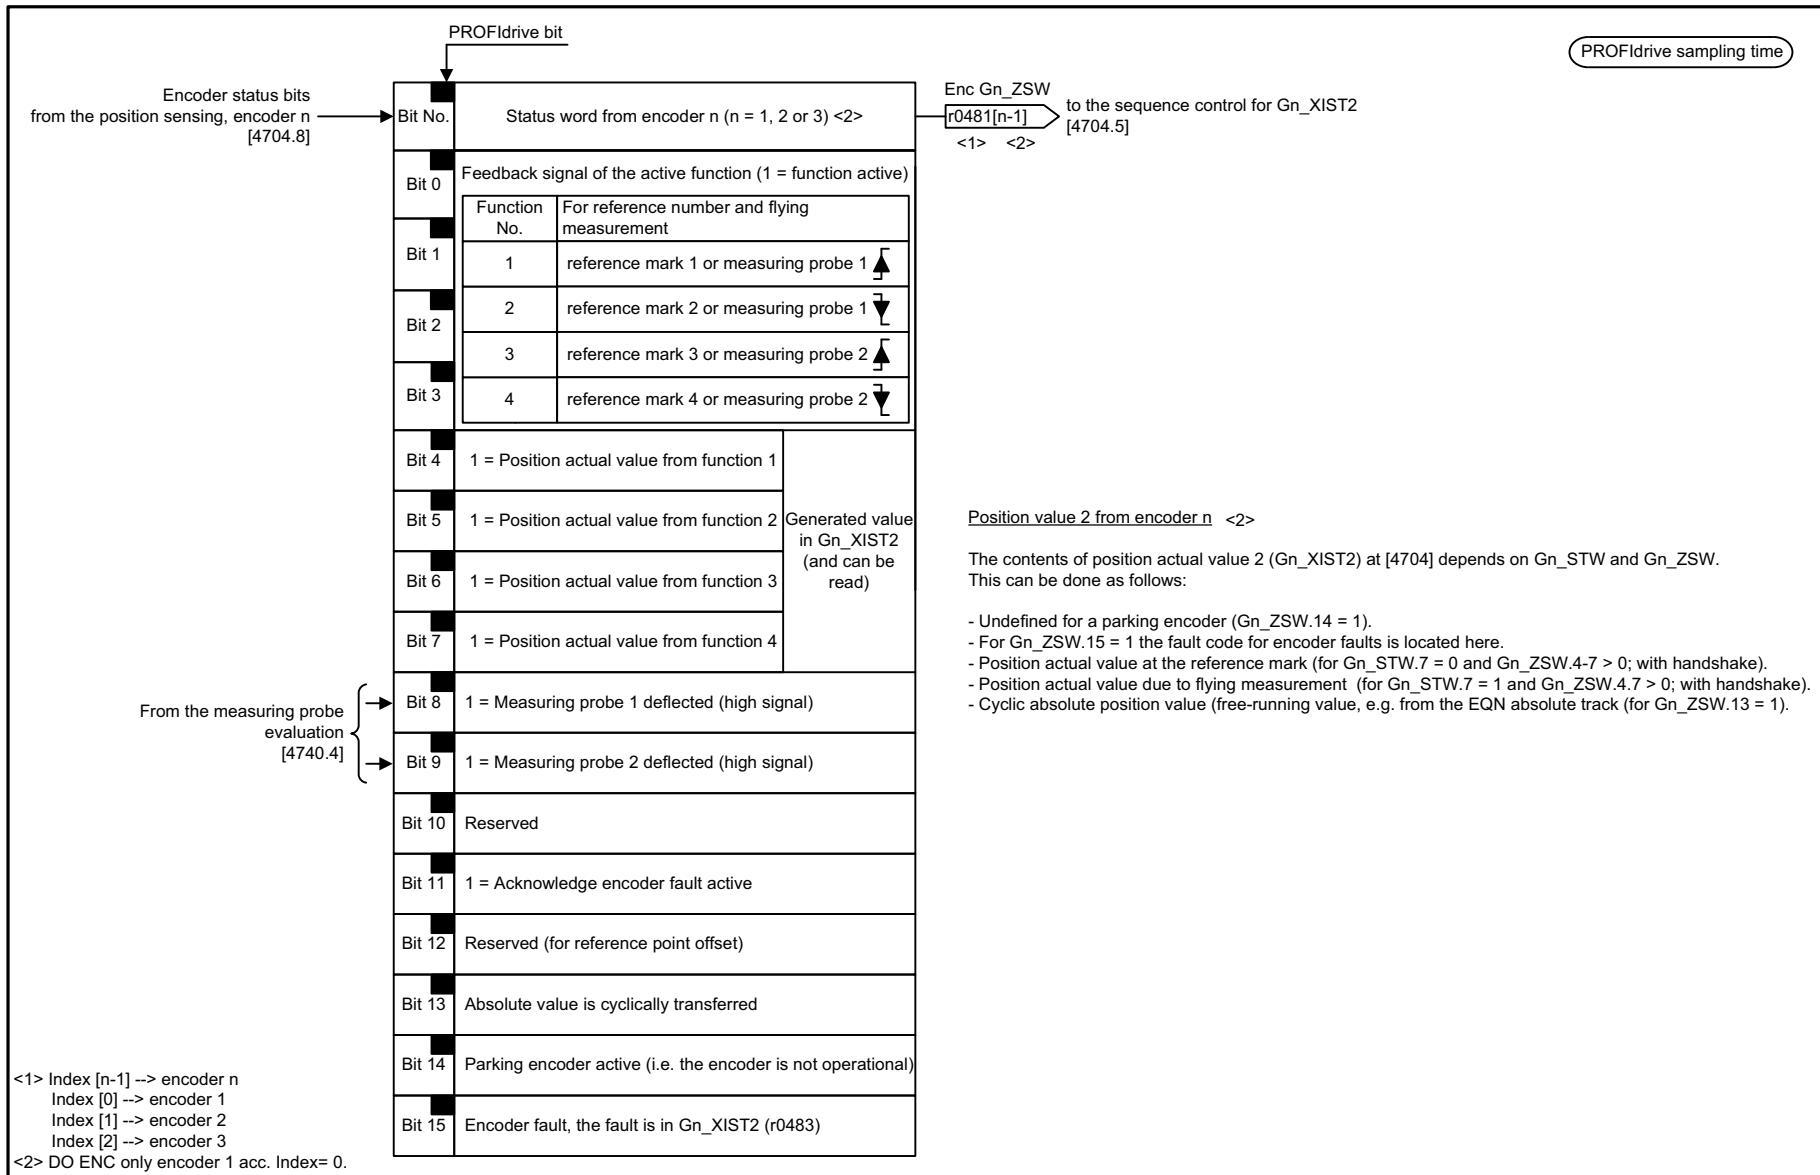 PROFIdrive bit
PROFIdrive sampling time
Encoder status bits
from the position sensing, encoder n
[4704.8]
Bit No.
Status word from encoder n (n = 1, 2 or 3) <2>
Enc Gn_ZSW
r0481[n-1]
<1> <2>
to the sequence control for Gn_XIST2
[4704.5]
Bit 0
Bit 1
Bit 2
Bit 3
Feedback signal of the active function (1 = function active)
Function
No.
For reference number and flying
measurement
1
reference mark 1 or measuring probe 1
2
reference mark 2 or measuring probe 1
3
reference mark 3 or measuring probe 2
4
reference mark 4 or measuring probe 2
Bit 4
1 = Position actual value from function 1
Bit 5
1 = Position actual value from function 2
Bit 6
1 = Position actual value from function 3
Bit 7
1 = Position actual value from function 4
Generated value
in Gn_XIST2
(and can be
read)
Position value 2 from encoder n <2>
The contents of position actual value 2 (Gn_XIST2) at [4704] depends on Gn_STW and Gn_ZSW.
This can be done as follows:
- Undefined for a parking encoder (Gn_ZSW.14 = 1).
- For Gn_ZSW.15 = 1 the fault code for encoder faults is located here.
- Position actual value at the reference mark (for Gn_STW.7 = 0 and Gn_ZSW.4-7 > 0; with handshake).
- Position actual value due to flying measurement (for Gn_STW.7 = 1 and Gn_ZSW.4.7 > 0; with handshake).
- Cyclic absolute position value (free-running value, e.g. from the EQN absolute track (for Gn_ZSW.13 = 1).
From the measuring probe
evaluation
[4740.4]
Bit 8
1 = Measuring probe 1 deflected (high signal)
Bit 9
1 = Measuring probe 2 deflected (high signal)
Bit 10
Reserved
Bit 11
1 = Acknowledge encoder fault active
Bit 12
Reserved (for reference point offset)
Bit 13
Absolute value is cyclically transferred
Bit 14
Parking encoder active (i.e. the encoder is not operational)
Bit 15
Encoder fault, the fault is in Gn_XIST2 (r0483)
<1> Index [n-1] --> encoder n
Index [0] --> encoder 1
Index [1] --> encoder 2
Index [2] --> encoder 3
<2> DO ENC only encoder 1 acc. Index= 0.